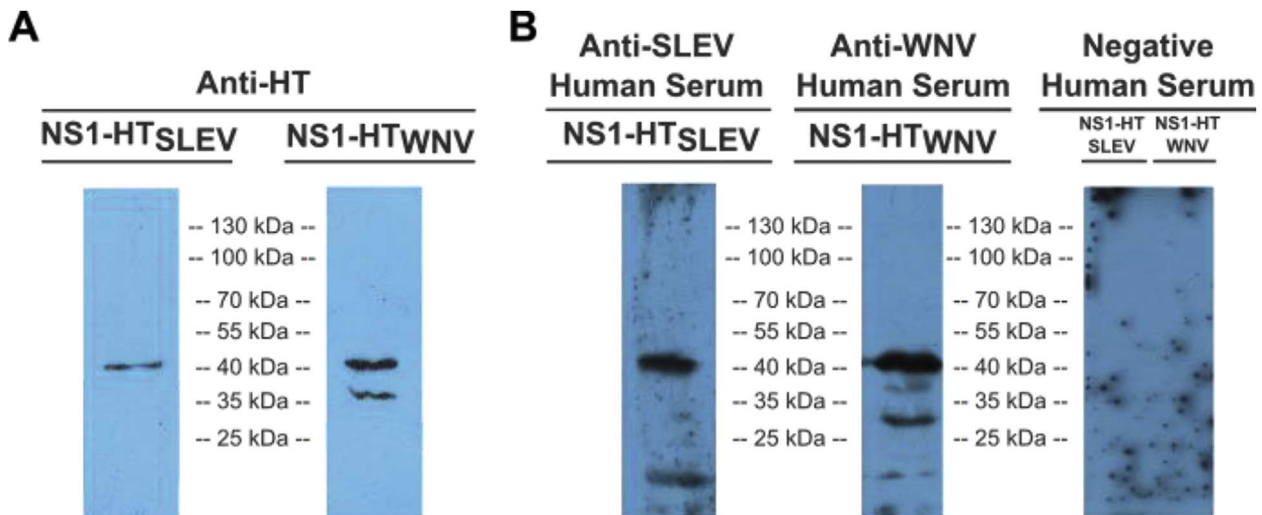 A
Anti-HT
NS1-HTSLEV
NS1-HTWNV
-- 130 kDa --
-- 100 kDa --
-- 70 kDa --
-- 55 kDa --
-- 40 kDa --
-- 35 kDa --
-- 25 kDa --
B
Anti-SLEV
Human Serum
NS1-HTSLEV
Anti-WNV
Human Serum
NS1-HTWNV
Negative
Human Serum
NS1-HT
SLEV
NS1-HT
WNV
-- 130 kDa --
-- 100 kDa --
-- 70 kDa --
-- 55 kDa --
-- 40 kDa --
-- 35 kDa --
-- 25 kDa --
-- 130 kDa --
-- 100 kDa --
-- 70 kDa --
-- 55 kDa --
-- 40 kDa --
-- 35 kDa --
-- 25 kDa --